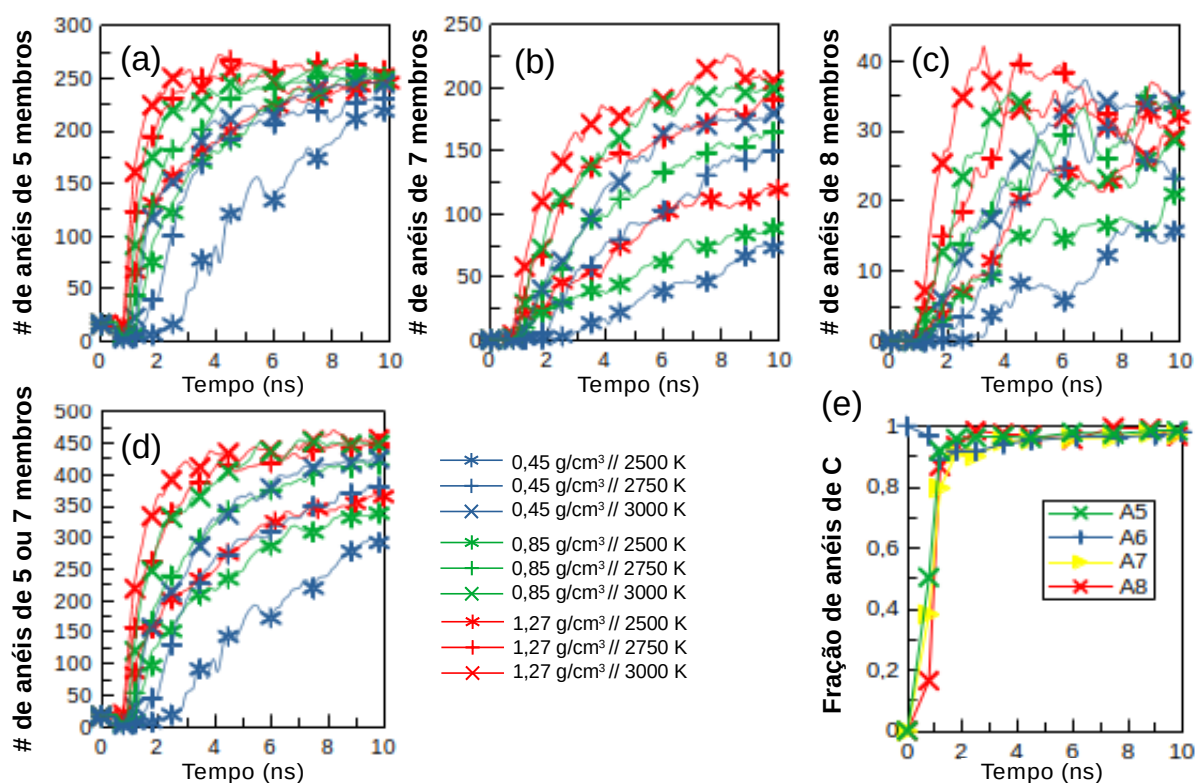 (a)
# de anéis de 5 membros
300
250
200
150
100
50
0
0 2 4 6 8 10
Tempo (ns)
(b)
# de anéis de 7 membros
250
200
150
100
50
0
0 2 4 6 8 10
Tempo (ns)
(c)
# de anéis de 8 membros
40
30
20
10
0
0 2 4 6 8 10
Tempo (ns)
(d)
# de anéis de 5 ou 7 membros
500
450
400
350
300
250
200
150
100
50
0
0 2 4 6 8 10
Tempo (ns)
0,45 g/cm³ // 2500 K
0,45 g/cm³ // 2750 K
0,45 g/cm³ // 3000 K
0,85 g/cm³ // 2500 K
0,85 g/cm³ // 2750 K
0,85 g/cm³ // 3000 K
1,27 g/cm³ // 2500 K
1,27 g/cm³ // 2750 K
1,27 g/cm³ // 3000 K
(e)
Fração de anéis de C
1
0,8
0,6
0,4
0,2
0
0 2 4 6 8 10
Tempo (ns)
A5
A6
A7
A8